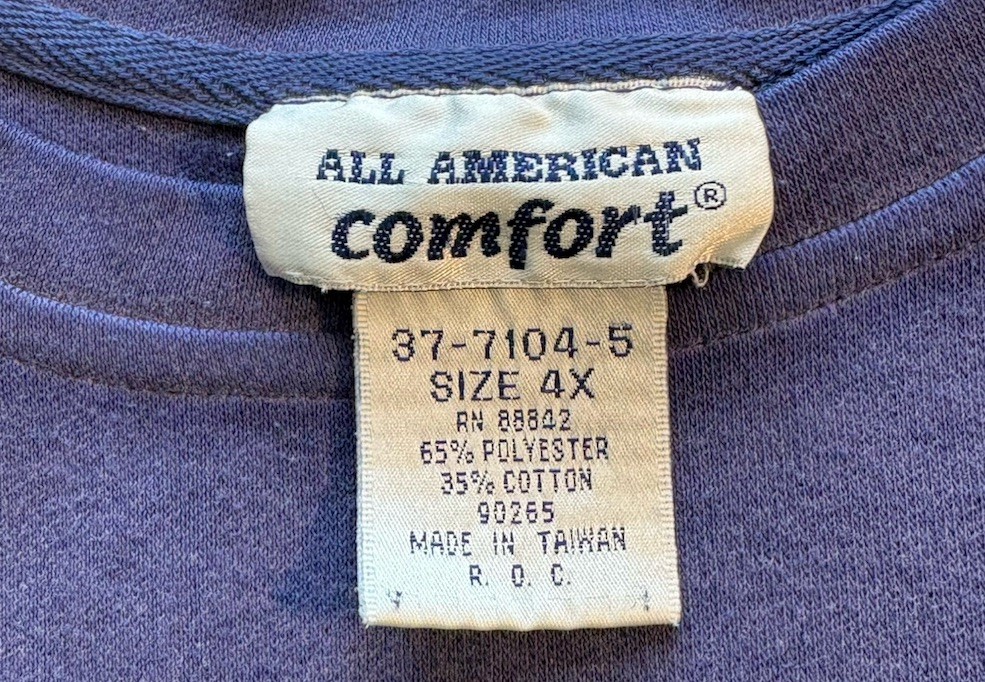 ALL AMERICAN
comfort®
37-7104-5
SIZE 4X
RN 88842
65% POLYESTER
35% COTTON
90265
MADE IN TAIWAN
R. O. C.